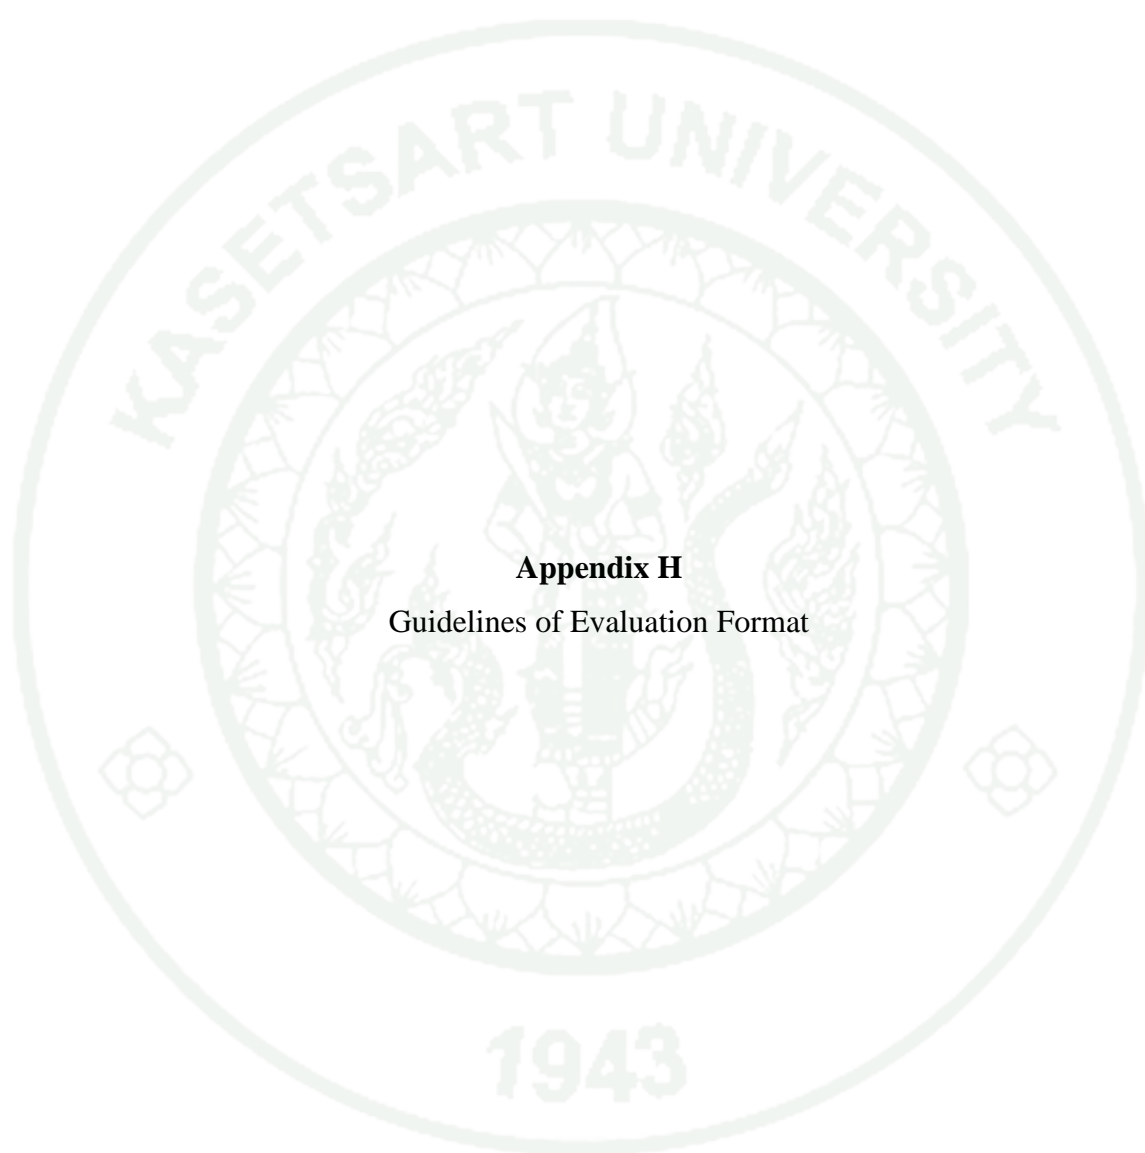 KASETSART UNIVERSITY
Appendix H
Guidelines of Evaluation Format
1943